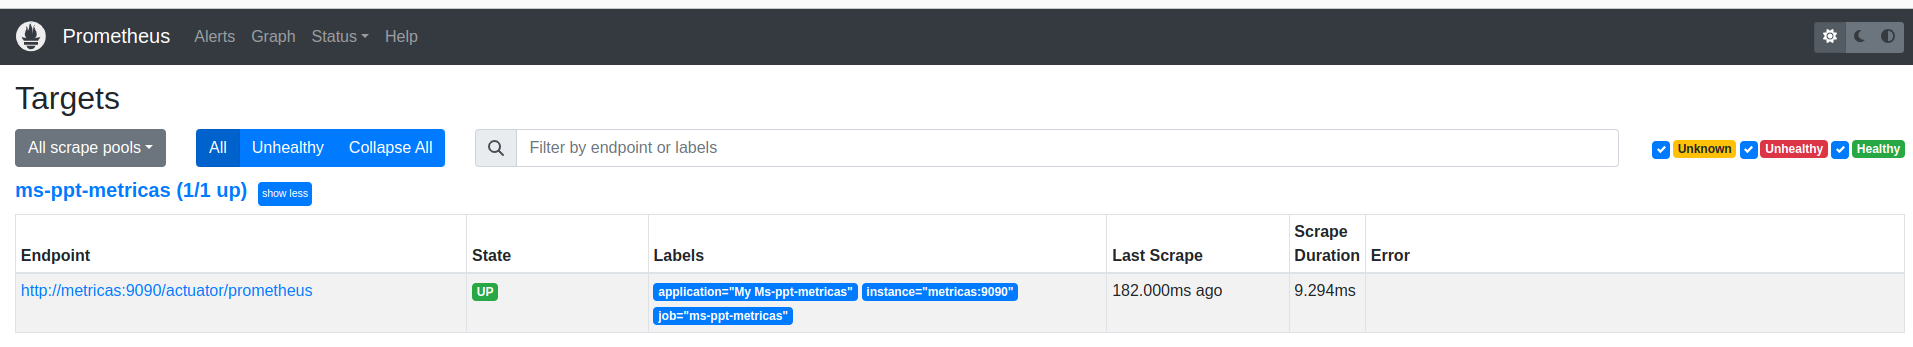 Prometheus Alerts Graph Status Help
Targets
All scrape pools All Unhealthy Collapse All Filter by endpoint or labels Unknown Unhealthy Healthy
ms-ppt-metricas (1/1 up) show less
Endpoint State Labels Last Scrape Scrape Duration Error
http://metricas:9090/actuator/prometheus UP application="My Ms-ppt-metricas" instance="metricas:9090" 182.000ms ago 9.294ms
job="ms-ppt-metricas"